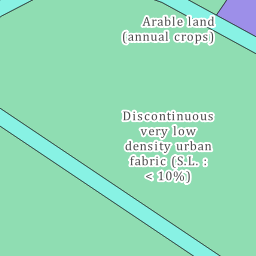 Arable land
(annual crops)
Discontinuous
very low
density urban
fabric (S.L. :
< 10%)